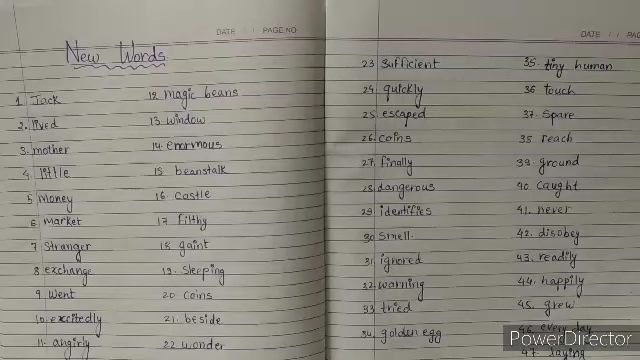 New Words
DATE PAGE NO
1 Jack
2. lived
3. mother
4. little
5 Money
6 Market
7 Stranger
8 exchange
9 Went
10. excitedly
11. angirly
12 magic beans
13. window
14. enormous
15 beanstalk
16. Castle
17 Filthy
18 gaint
19. Sleeping
20 Coins
21. beside
22 wonder
DATE / / PAG
23 Sufficient
24 quickly
25 escaped
26 coins
27. finally
28. dangerous
29 identifies
30 Smell.
31. ignored
32 warning
33 tried
34. golden egg
35. tiny human
36 touch
37. Spare
35 reach
39. ground
40. Caught
41. never
42. disobey
43. readily
44. happily
45. grew
46. every day
47. laying
PowerDirector